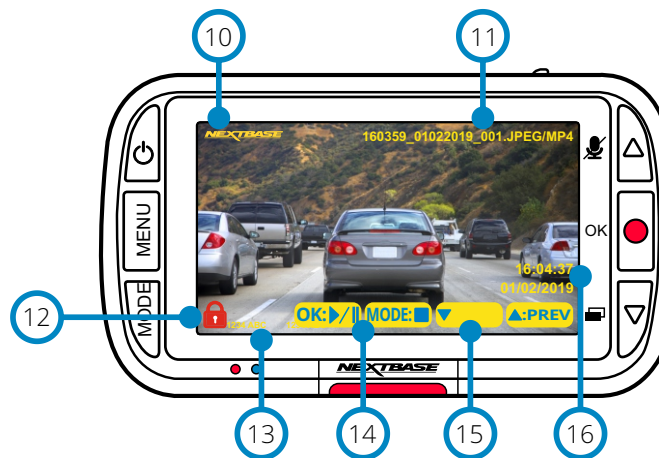 10
11
NEXTBASE
160359_01022019_001.JPEG/MP4
MENU
OK
16:04:37
01/02/2019
MODE
12
OK: ▶/II
MODE: ■
▼
▲:PREV
NEXTBASE
13
14
15
16